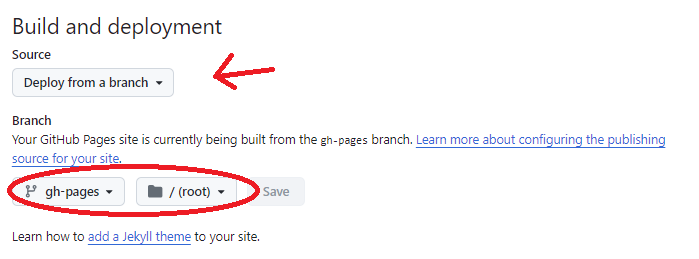 Build and deployment
Source
Deploy from a branch
Branch
Your GitHub Pages site is currently being built from the gh-pages branch. Learn more about configuring the publishing
source for your site.
gh-pages / (root) Save
Learn how to add a Jekyll theme to your site.